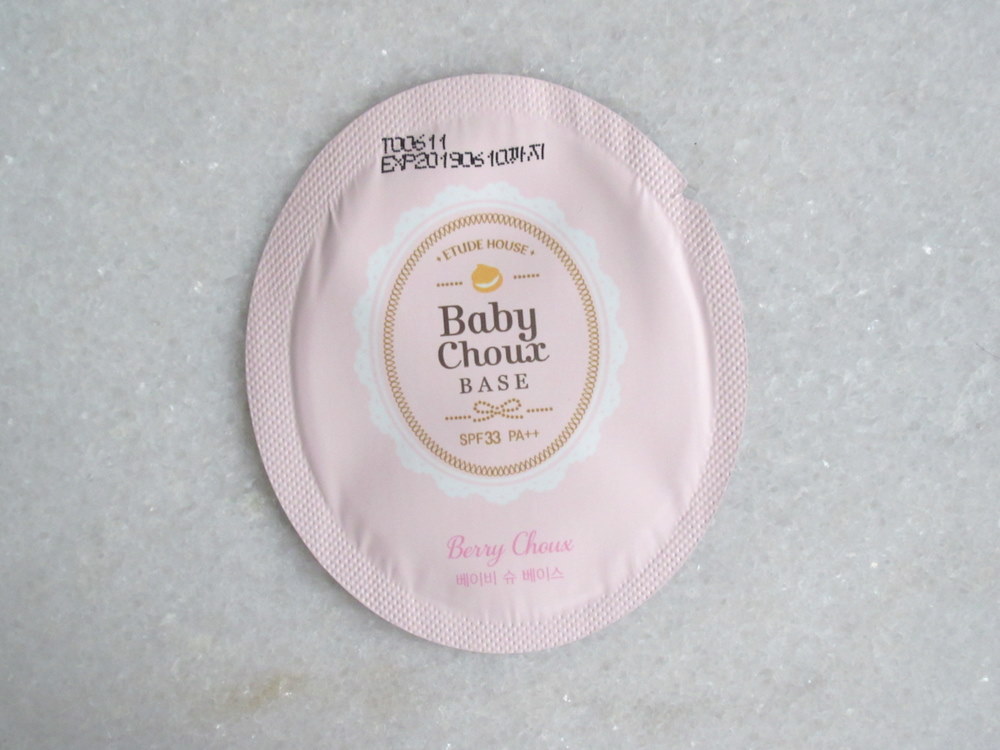 T00611
EXP20190610까지
ETUDE HOUSE
Baby
Choux
BASE
SPF33 PA++
Berry Choux
베이비 슈 베이스